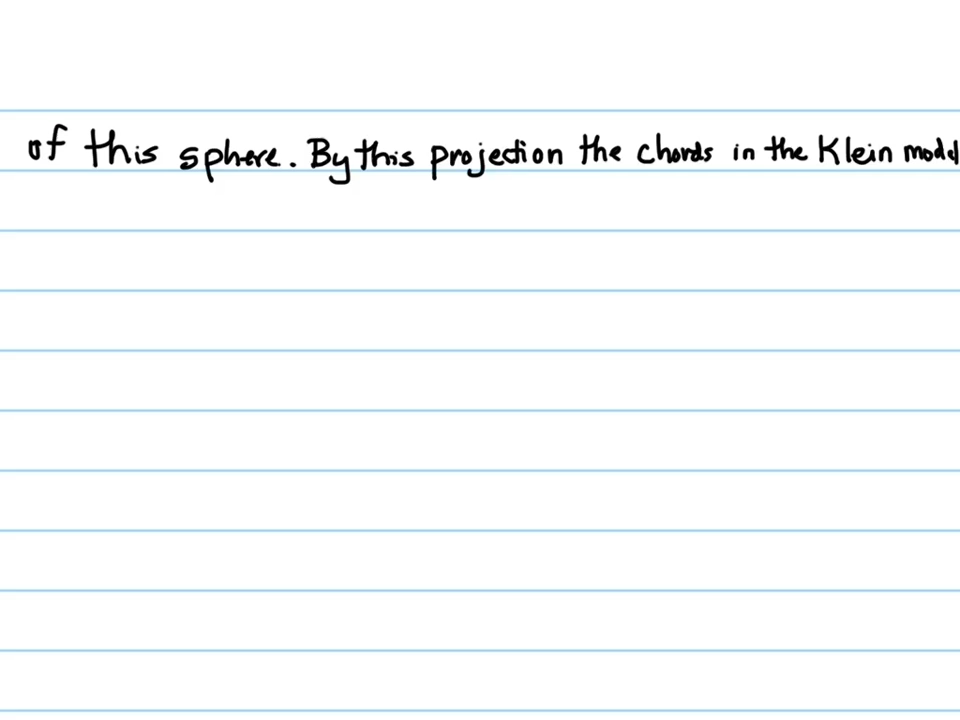 of this sphere. By this projection the chords in the Klein model